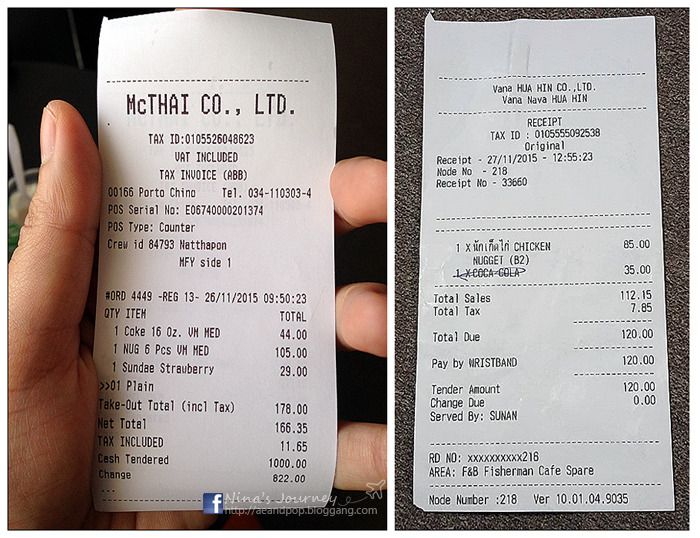 McTHAI CO., LTD.
TAX ID:0105526048623
VAT INCLUDED
TAX INVOICE (ABB)
00166 Porto Chino Tel. 034-110303-4
POS Serial No: E06740000201374
POS Type: Counter
Crew id 84793 Natthapon
MFY side 1
#ORD 4449 -REG 13- 26/11/2015 09:50:23
QTY ITEM TOTAL
1 Coke 16 Oz. VM MED 44.00
1 NUG 6 Pcs VM MED 105.00
1 Sundae Strawberry 29.00
>>01 Plain
Take-Out Total (incl Tax) 178.00
Net Total 166.35
TAX INCLUDED 11.65
Cash Tendered 1000.00
Change 822.00
...
f Nina's Journey
http://aeandpop.bloggang.com
Vana HUA HIN CO.,LTD.
Vana Nava HUA HIN
RECEIPT
TAX ID : 0105555092538
Original
Receipt - 27/11/2015 - 12:55:23
Node No - 218
Receipt No - 33660
1 X นักเก็ตไก่ CHICKEN 85.00
NUGGET (B2)
1 X COCA-COLA 35.00
Total Sales 112.15
Total Tax 7.85
Total Due 120.00
Pay by WRISTBAND 120.00
Tender Amount 120.00
Change Due 0.00
Served By: SUNAN
RD NO: xxxxxxxxxx216
AREA: F&B Fisherman Cafe Spare
Node Number :218 Ver 10.01.04.9035